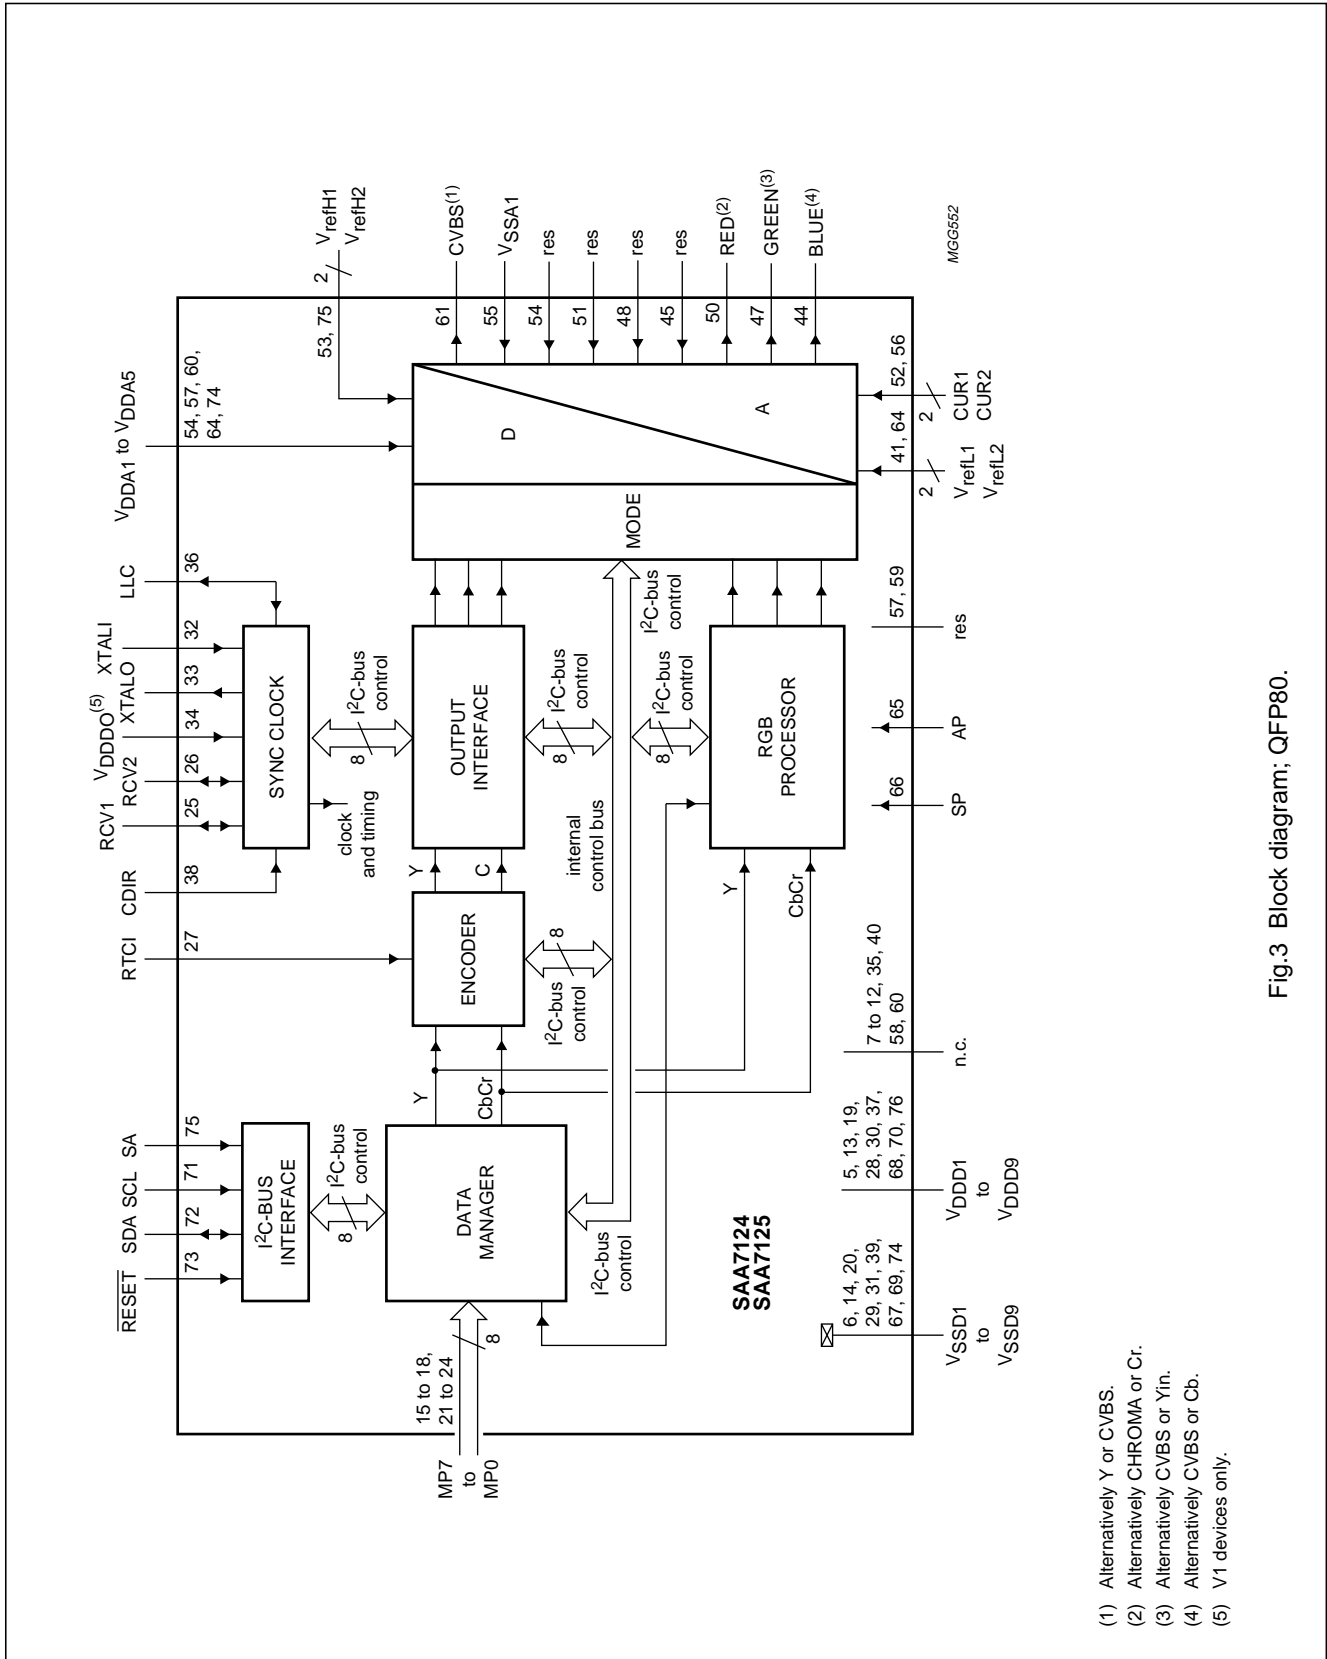 RESET
SDA
SCL
SA
RTCI
CDIR
RCV1
RCV2
VDDDO(5)
XTALO
XTALI
LLC
VDDA1 to VDDA5
73
72
71
75
27
38
25
26
34
33
32
36
54, 57, 60,
64, 74
53, 75
2
VrefH1
VrefH2
I2C-BUS
INTERFACE
SYNC CLOCK
clock
and timing
8
I2C-bus
control
8
I2C-bus
control
MP7
to
MP0
15 to 18,
21 to 24
8
DATA
MANAGER
Y
CbCr
ENCODER
Y
C
OUTPUT
INTERFACE
MODE
D
A
61
CVBS(1)
55
VSSA1
54
res
51
res
48
res
45
res
50
RED(2)
47
GREEN(3)
44
BLUE(4)
I2C-bus
control
I2C-bus
control
8
internal
control bus
8
I2C-bus
control
8
I2C-bus
control
I2C-bus
control
Y
CbCr
RGB
PROCESSOR
SAA7124
SAA7125
6, 14, 20,
29, 31, 39,
67, 69, 74
5, 13, 19,
28, 30, 37,
68, 70, 76
7 to 12, 35, 40
58, 60
66
65
57, 59
41, 64
52, 56
2
2
VSSD1
to
VSSD9
VDDD1
to
VDDD9
n.c.
SP
AP
res
VrefL1
VrefL2
CUR1
CUR2
MGG552
(1) Alternatively Y or CVBS.
(2) Alternatively CHROMA or Cr.
(3) Alternatively CVBS or Yin.
(4) Alternatively CVBS or Cb.
(5) V1 devices only.
Fig.3 Block diagram; QFP80.